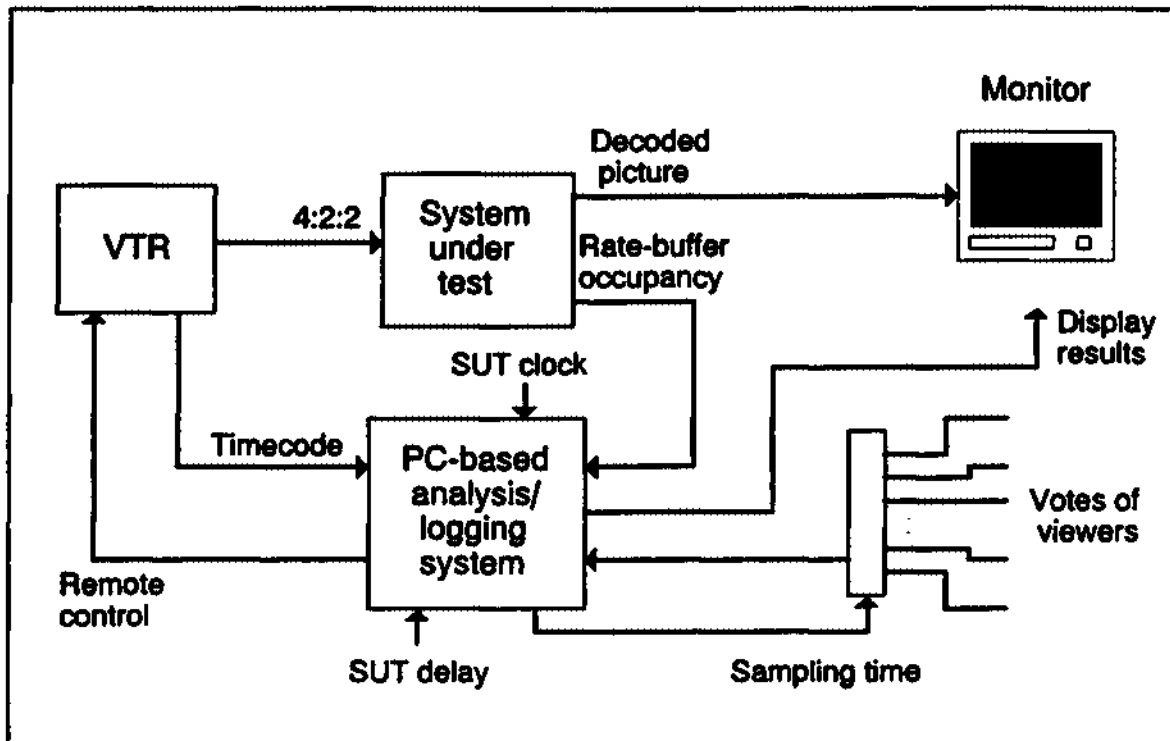 Monitor
Decoded
picture
VTR
4:2:2
System
under
test
Rate-buffer
occupancy
Display
results
SUT clock
Timecode
PC-based
analysis/
logging
system
Votes of
viewers
Remote
control
SUT delay
Sampling time